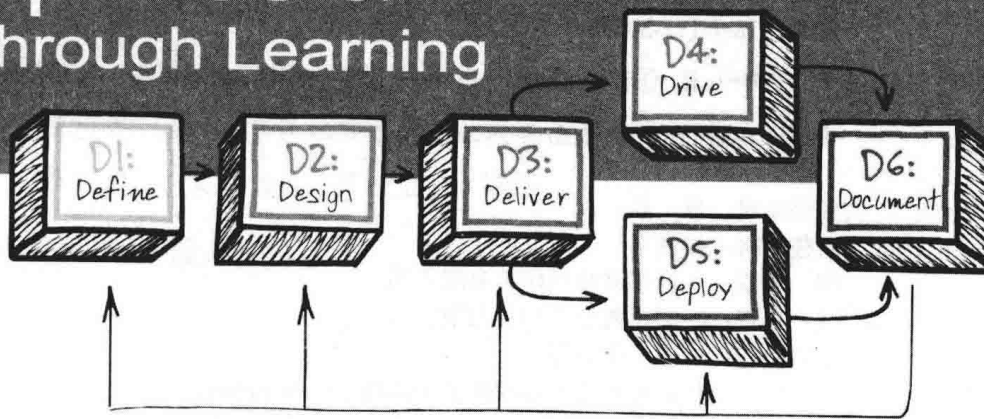 hrough Learning
D1:
Define
D2:
Design
D3:
Deliver
D4:
Drive
D5:
Deploy
D6:
Document